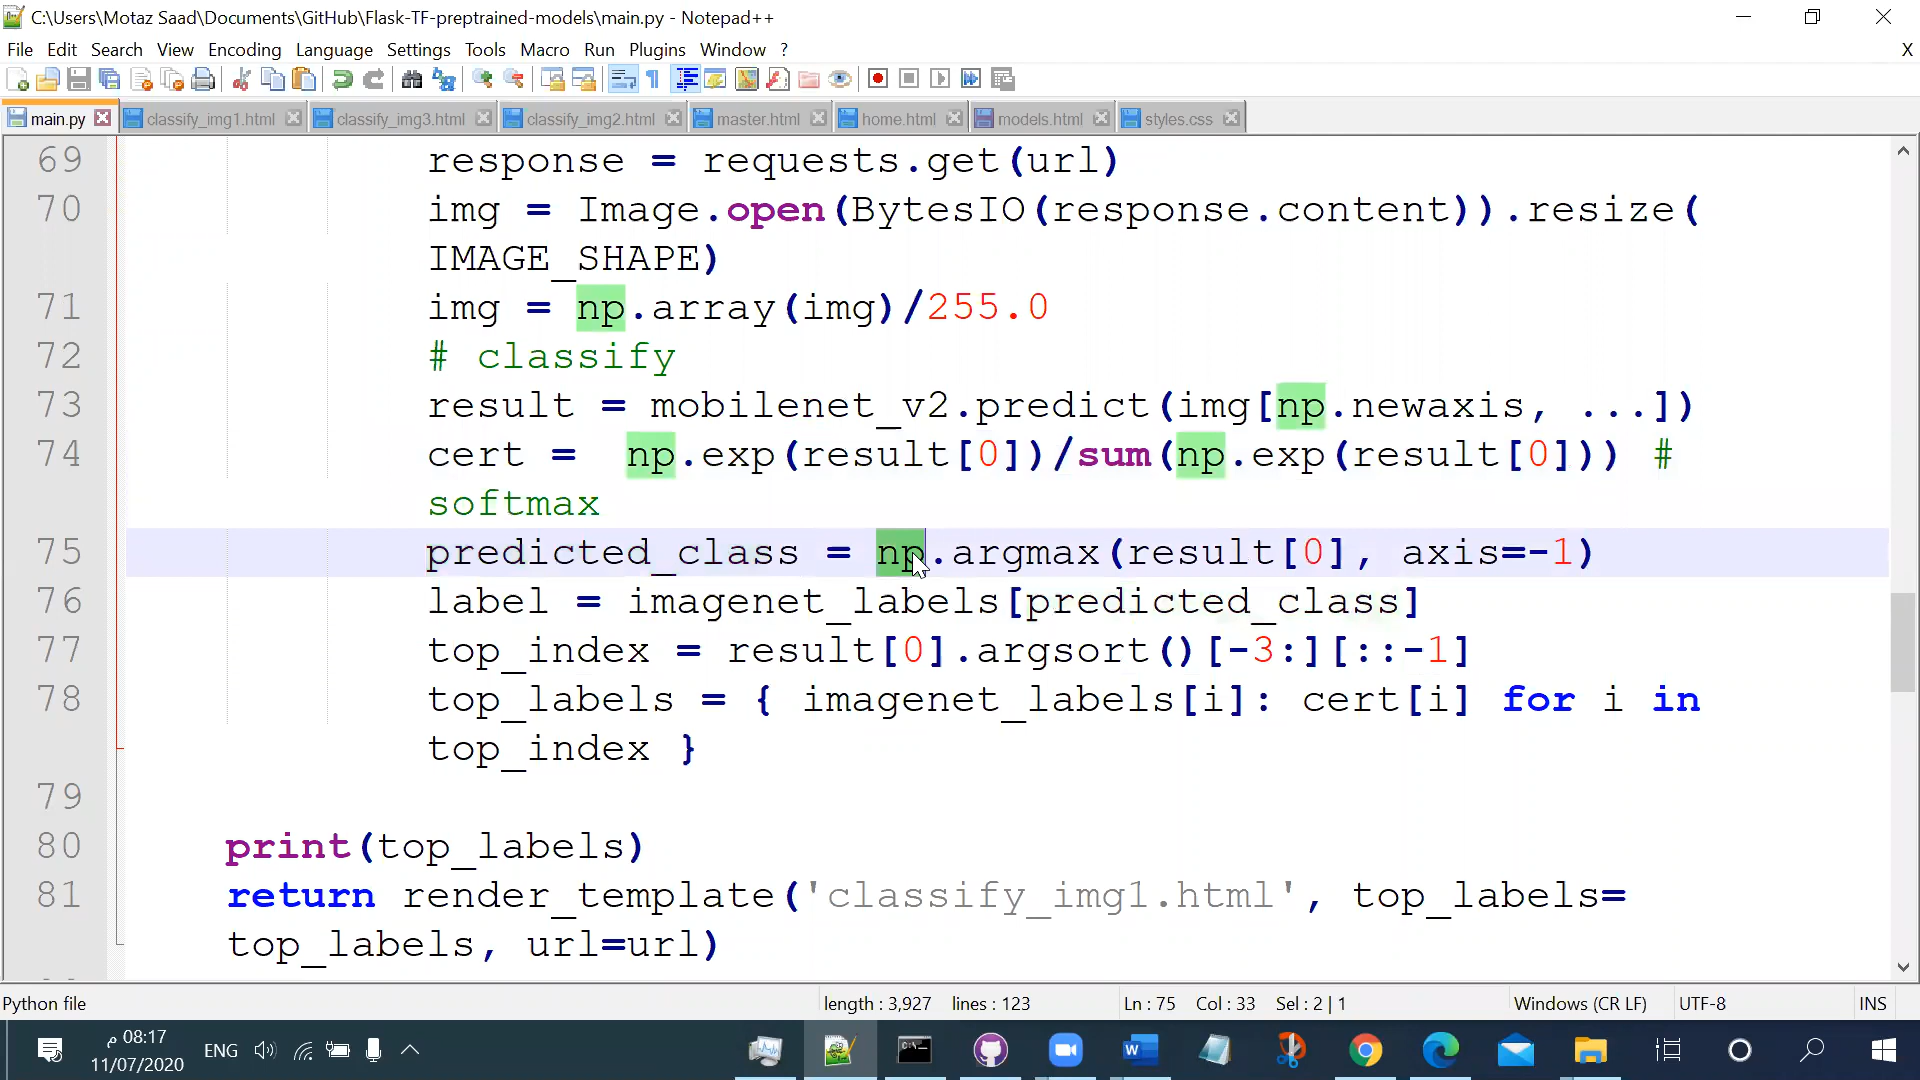 C:\Users\Motaz Saad\Documents\GitHub\Flask-TF-preptrained-models\main.py - Notepad++
File Edit Search View Encoding Language Settings Tools Macro Run Plugins Window ? X
main.py classify_img1.html classify_img3.html classify_img2.html master.html home.html models.html styles.css
69 response = requests.get(url)
70 img = Image.open(BytesIO(response.content)).resize(
IMAGE_SHAPE)
71 img = np.array(img)/255.0
72 # classify
73 result = mobilenet_v2.predict(img[np.newaxis, ...])
74 cert =  np.exp(result[0])/sum(np.exp(result[0])) #
softmax
75 predicted_class = np.argmax(result[0], axis=-1)
76 label = imagenet_labels[predicted_class]
77 top_index = result[0].argsort()[-3:][::-1]
78 top_labels = { imagenet_labels[i]: cert[i] for i in
top_index }
79
80 print(top_labels)
81 return render_template('classify_img1.html', top_labels=
top_labels, url=url)
Python file length : 3,927 lines : 123 Ln : 75 Col : 33 Sel : 2 | 1 Windows (CR LF) UTF-8 INS
08:17 م
ENG
11/07/2020